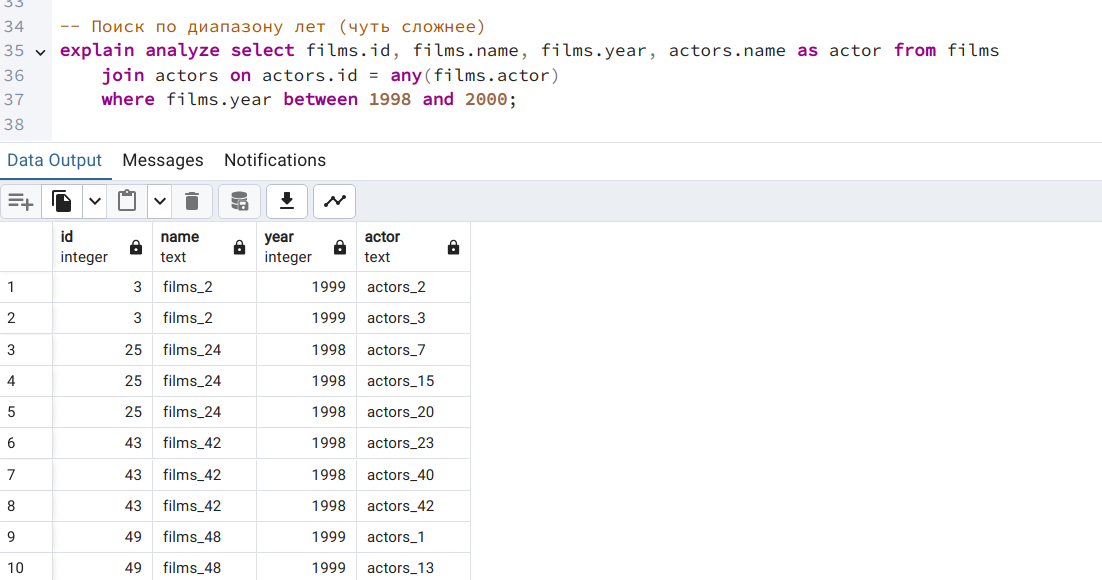 33
34 -- Поиск по диапазону лет (чуть сложнее)
35 explain analyze select films.id, films.name, films.year, actors.name as actor from films
36 join actors on actors.id = any(films.actor)
37 where films.year between 1998 and 2000;
38
Data Output Messages Notifications
id name year actor
integer text integer text
1 3 films_2 1999 actors_2
2 3 films_2 1999 actors_3
3 25 films_24 1998 actors_7
4 25 films_24 1998 actors_15
5 25 films_24 1998 actors_20
6 43 films_42 1998 actors_23
7 43 films_42 1998 actors_40
8 43 films_42 1998 actors_42
9 49 films_48 1999 actors_1
10 49 films_48 1999 actors_13